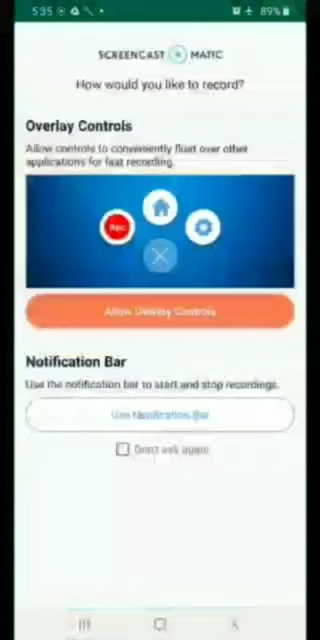 5:35
89%
SCREENCAST MATIC
How would you like to record?
Overlay Controls
Allow controls to conveniently float over other
applications for fast recording.
Rec
Allow Overlay Controls
Notification Bar
Use the notification bar to start and stop recordings.
Use Notification Bar
Don't ask again